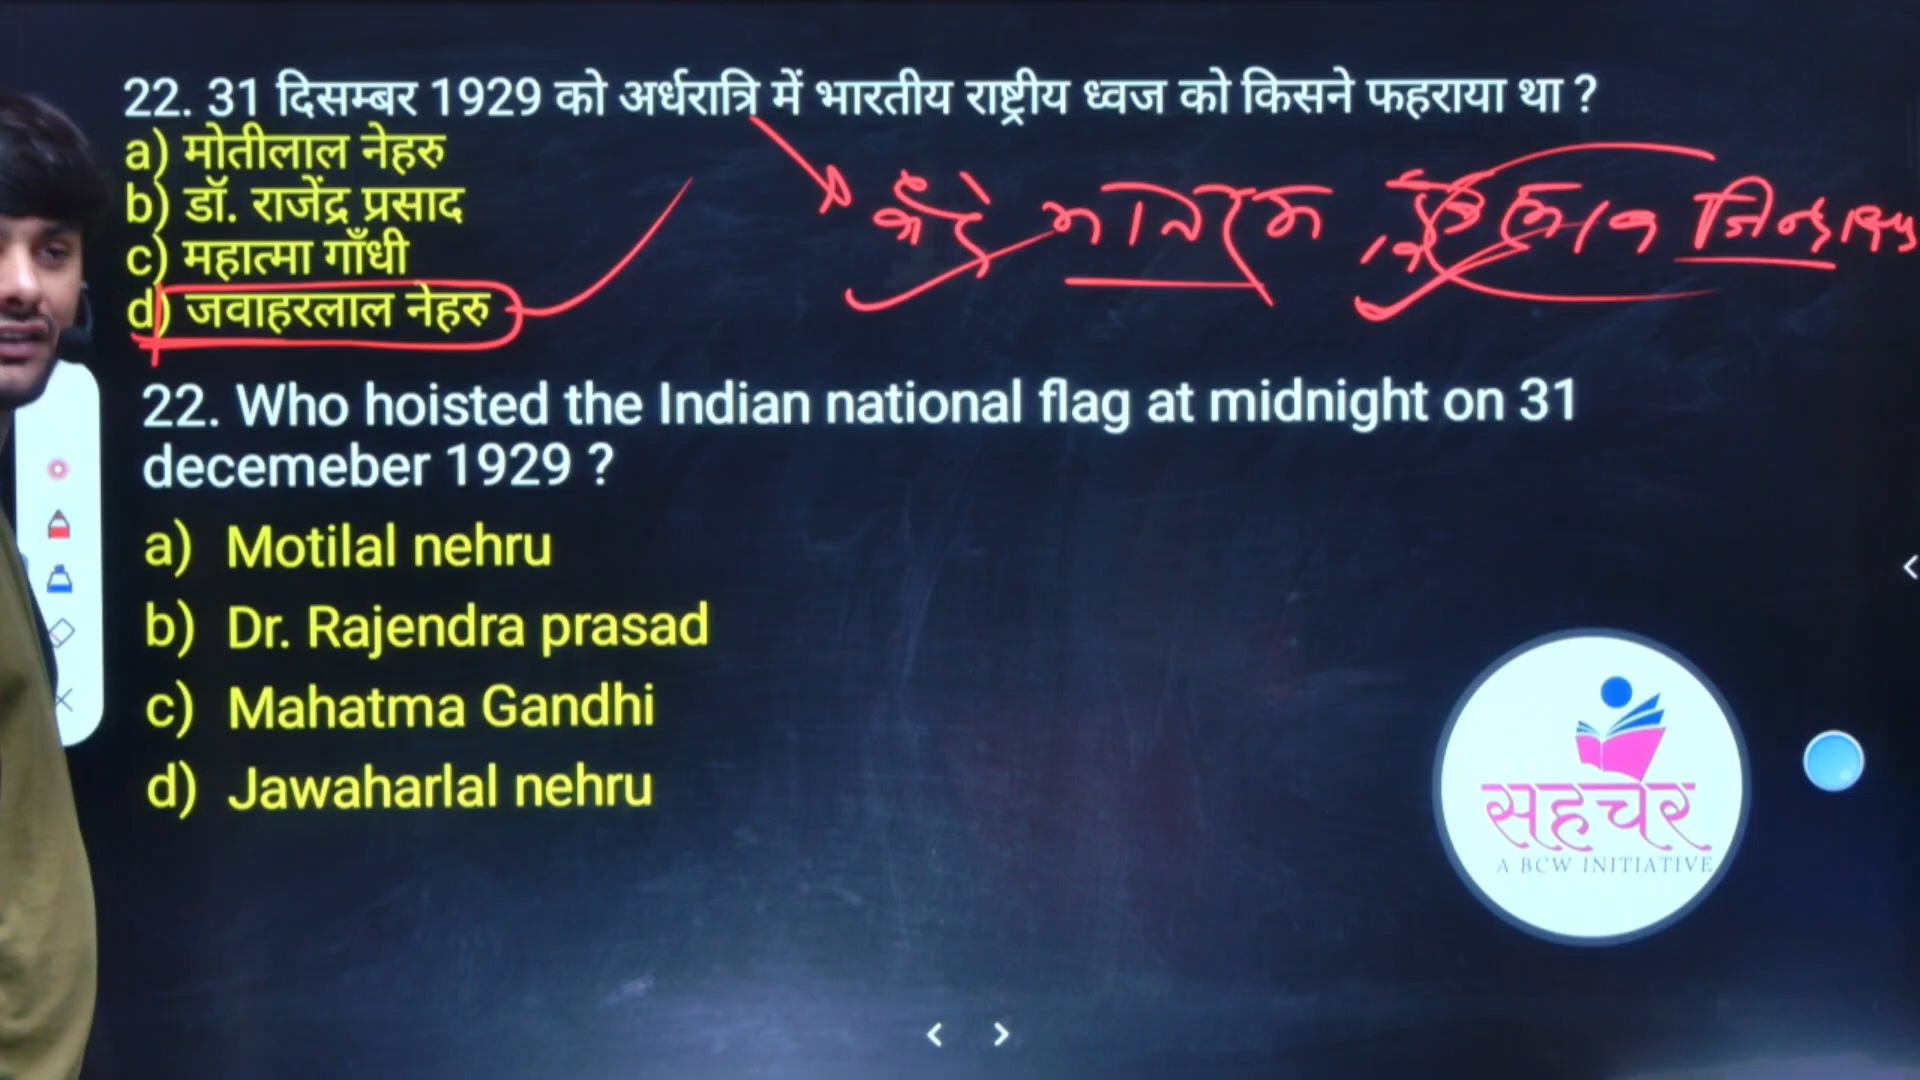 22. 31 दिसम्बर 1929 को अर्धरात्रि में भारतीय राष्ट्रीय ध्वज को किसने फहराया था ?
a) मोतीलाल नेहरु
b) डॉ. राजेंद्र प्रसाद
c) महात्मा गाँधी
d) जवाहरलाल नेहरु
22. Who hoisted the Indian national flag at midnight on 31
decemeber 1929 ?
a) Motilal nehru
b) Dr. Rajendra prasad
c) Mahatma Gandhi
d) Jawaharlal nehru
सहचर
A BCW INITIATIVE